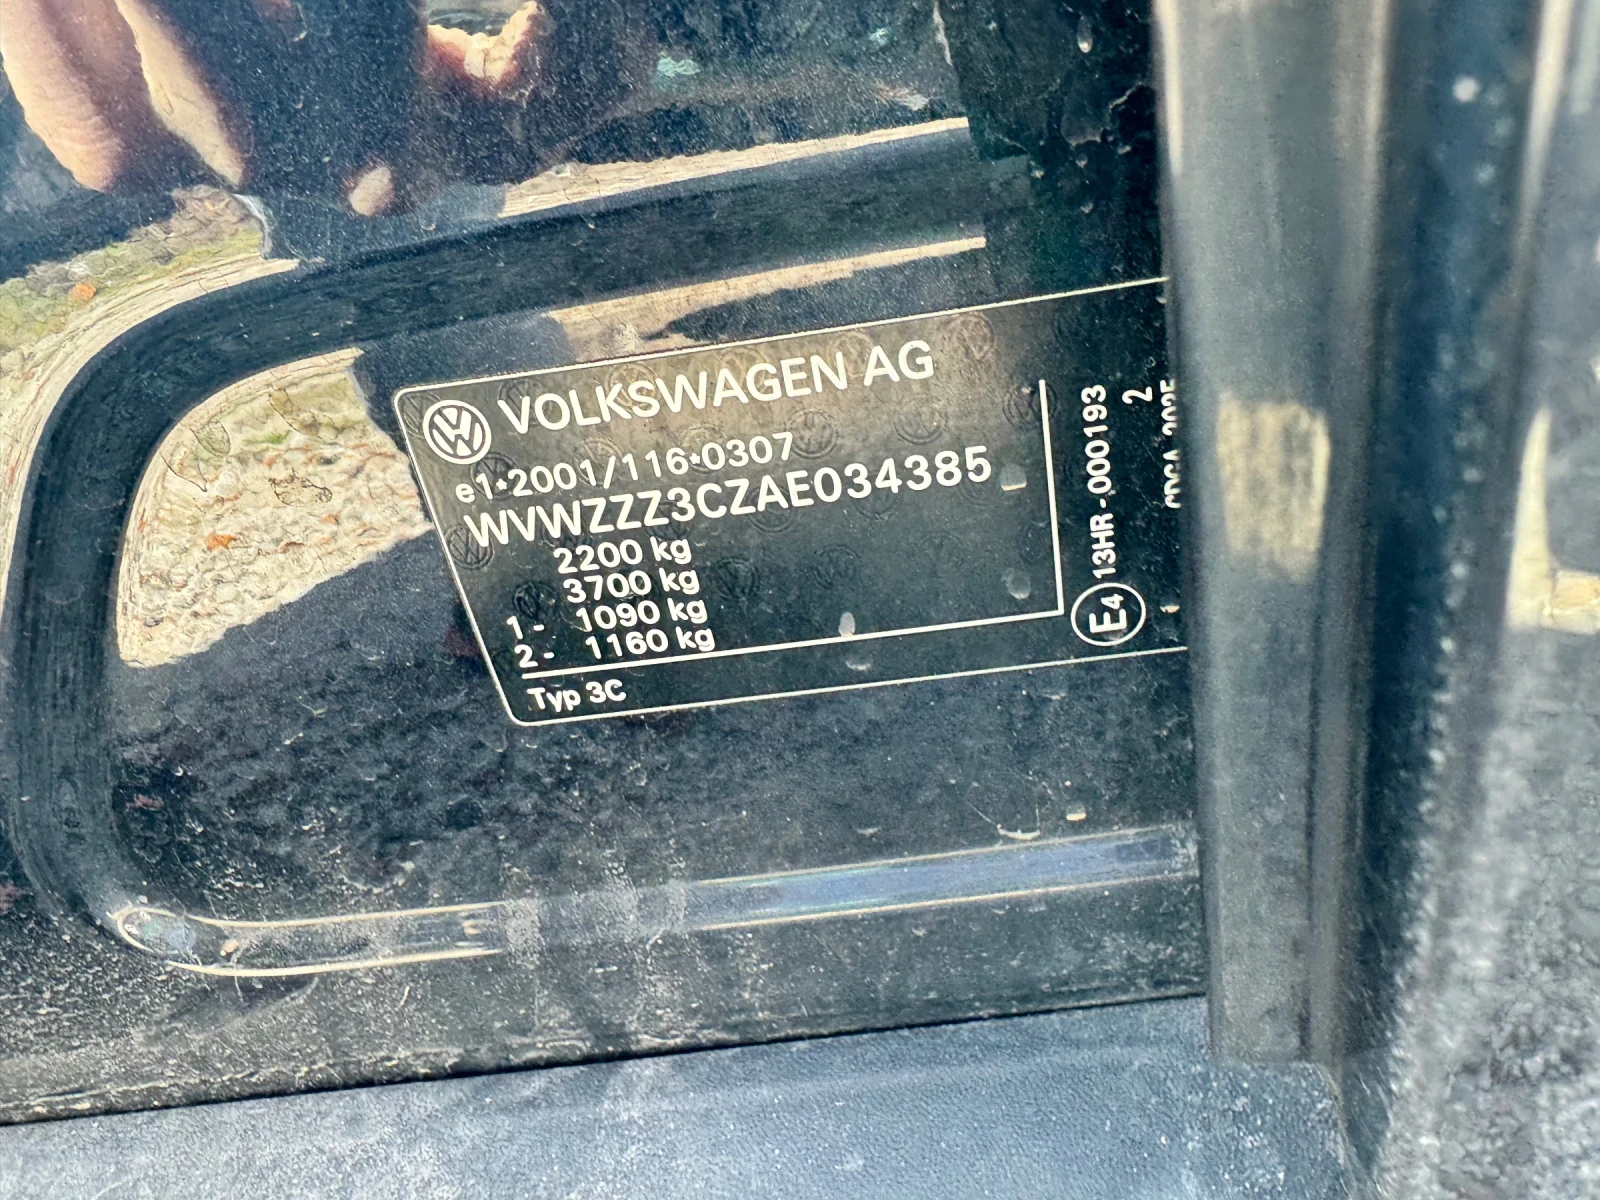 VOLKSWAGEN AG
e1*2001/116*0307
WVWZZZ3CZAE034385
2200 kg
3700 kg
1- 1090 kg
2- 1160 kg
Typ 3C
E4 13HR-000193
2